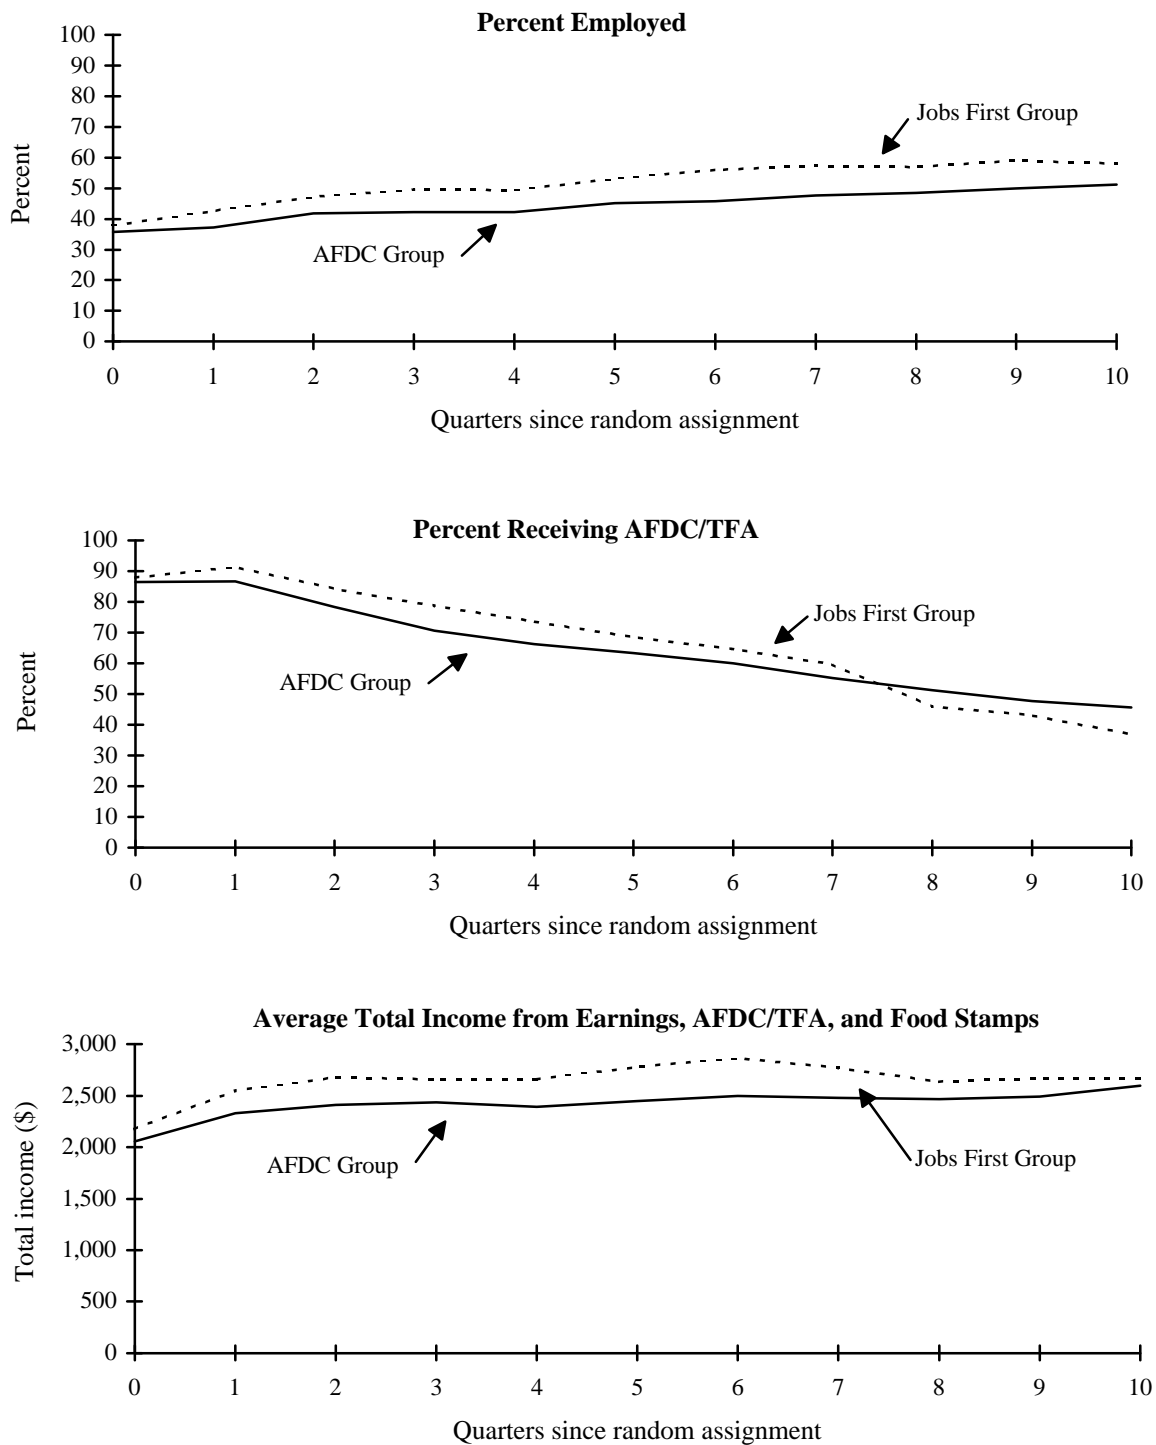 Percent Employed
100
90
80
70
60
50
40
30
20
10
0
Percent
Jobs First Group
AFDC Group
0 1 2 3 4 5 6 7 8 9 10
Quarters since random assignment
Percent Receiving AFDC/TFA
100
90
80
70
60
50
40
30
20
10
0
Percent
Jobs First Group
AFDC Group
0 1 2 3 4 5 6 7 8 9 10
Quarters since random assignment
Average Total Income from Earnings, AFDC/TFA, and Food Stamps
3,000
2,500
2,000
1,500
1,000
500
0
Total income ($)
AFDC Group
Jobs First Group
0 1 2 3 4 5 6 7 8 9 10
Quarters since random assignment